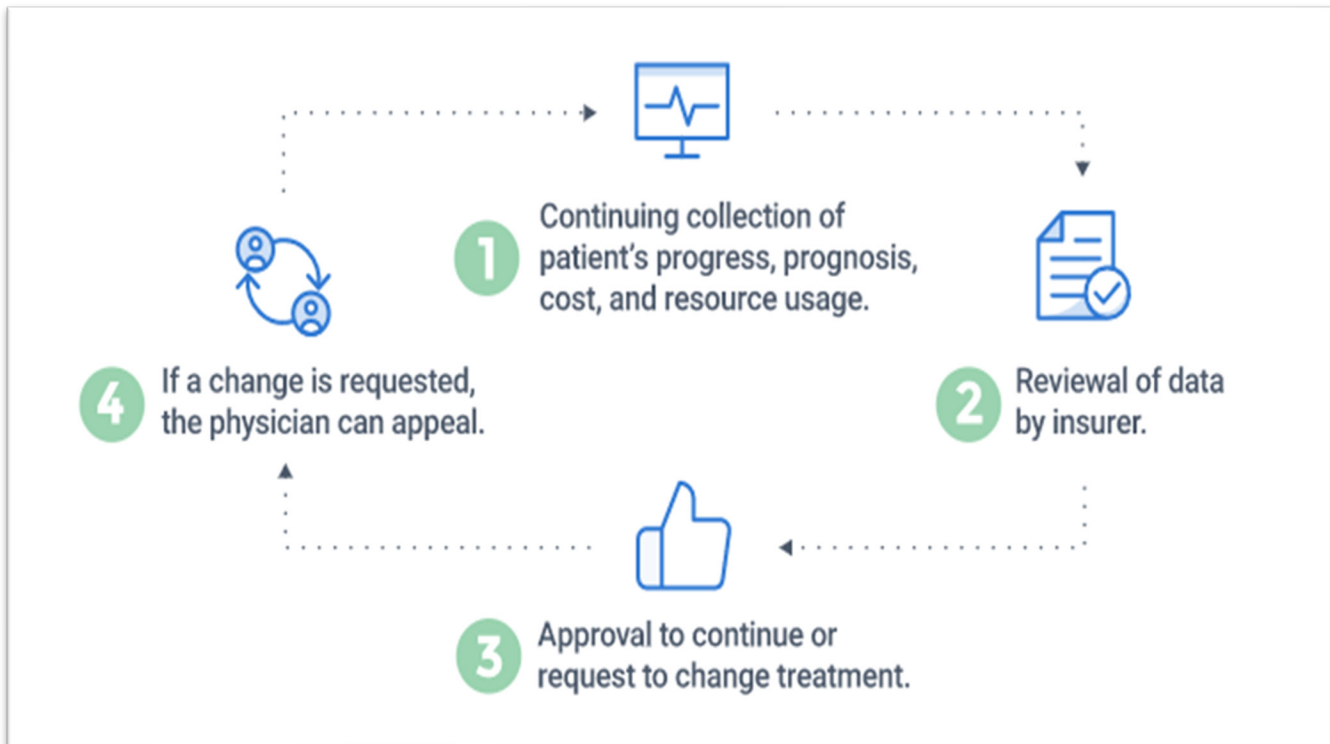 1
Continuing collection of
patient's progress, prognosis,
cost, and resource usage.
2
Reviewal of data
by insurer.
3
Approval to continue or
request to change treatment.
4
If a change is requested,
the physician can appeal.